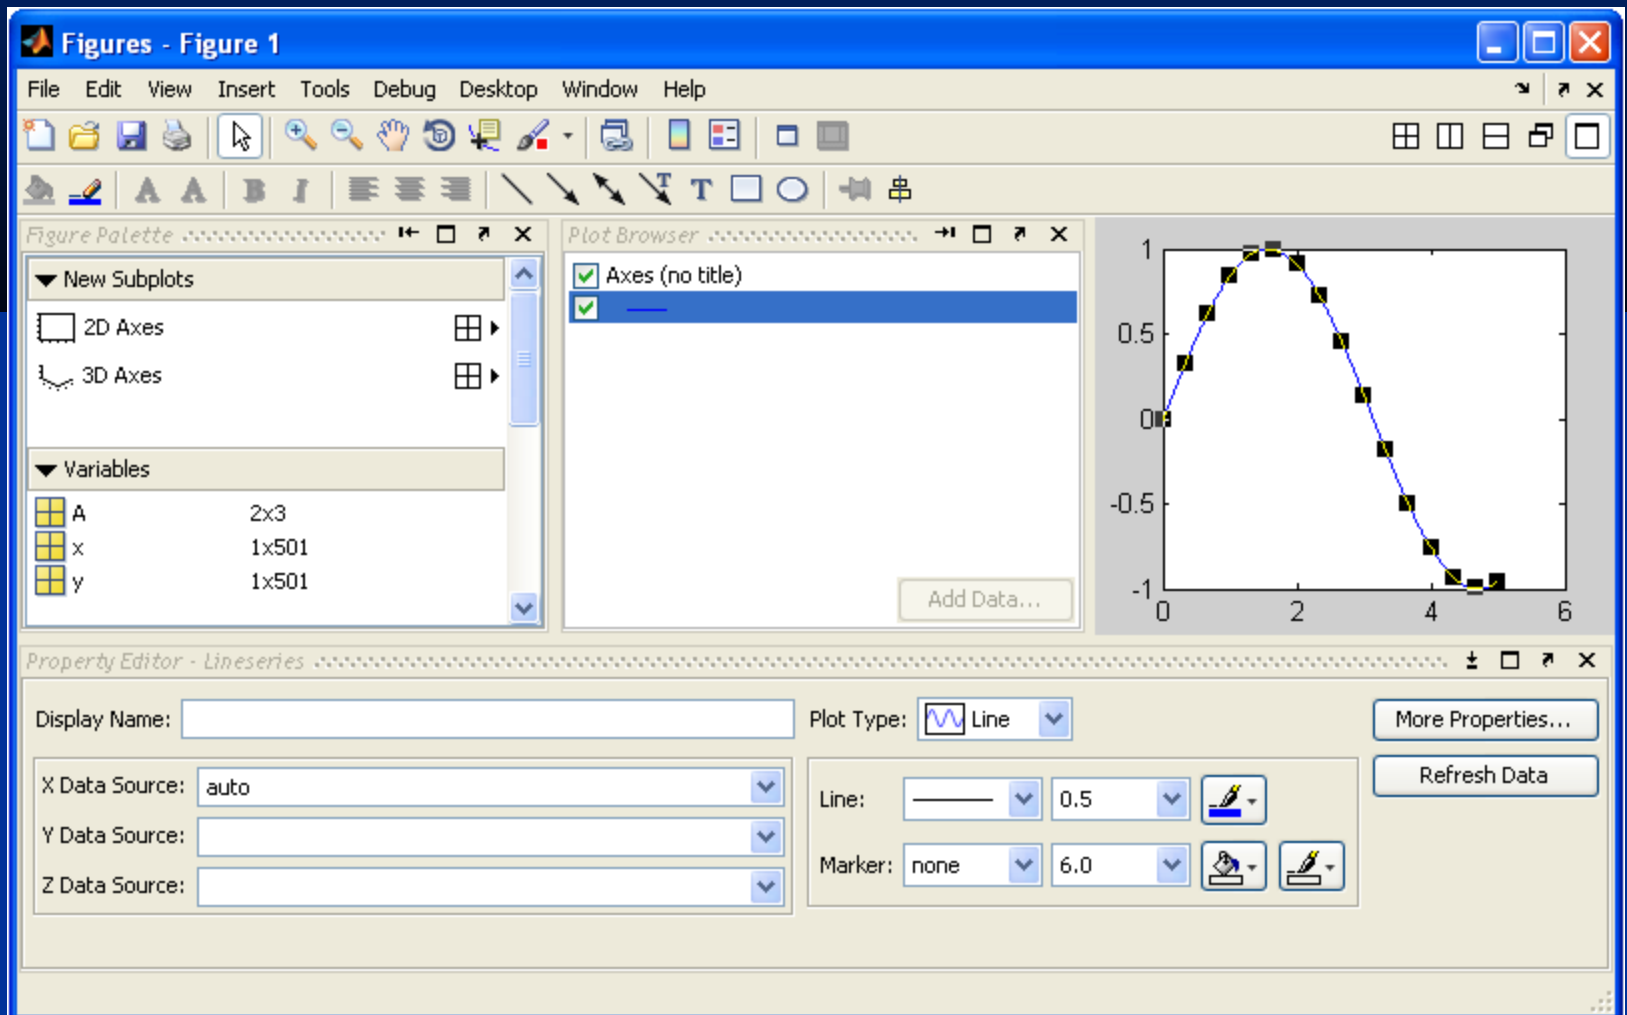 Figures - Figure 1
File Edit View Insert Tools Debug Desktop Window Help
A A B I T T
Figure Palette
New Subplots
2D Axes
3D Axes
Variables
A 2x3
x 1x501
y 1x501
Plot Browser
Axes (no title)
Add Data...
1
0.5
0
-0.5
-1
0 2 4 6
Property Editor - Lineseries
Display Name:
Plot Type: Line
More Properties...
X Data Source: auto
Refresh Data
Y Data Source:
Z Data Source:
Line: 0.5
Marker: none 6.0